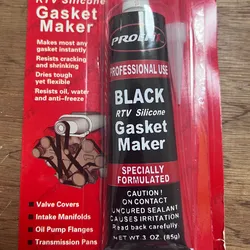 RTV Silicone
Gasket
Maker
Makes most any
gasket instantly
Resists cracking
and shrinking
Dries tough
yet flexible
Resists oil, water
and anti-freeze
Valve Covers
Intake Manifolds
Oil Pump Flanges
Transmission Pans
PROFESSIONAL USE
BLACK
RTV Silicone
Gasket
Maker
SPECIALLY
FORMULATED
CAUTION!
ON CONTACT
UNCURED SEALANT
CAUSES IRRITATION
Read back carefully
NET WT. 3 OZ. (85g)